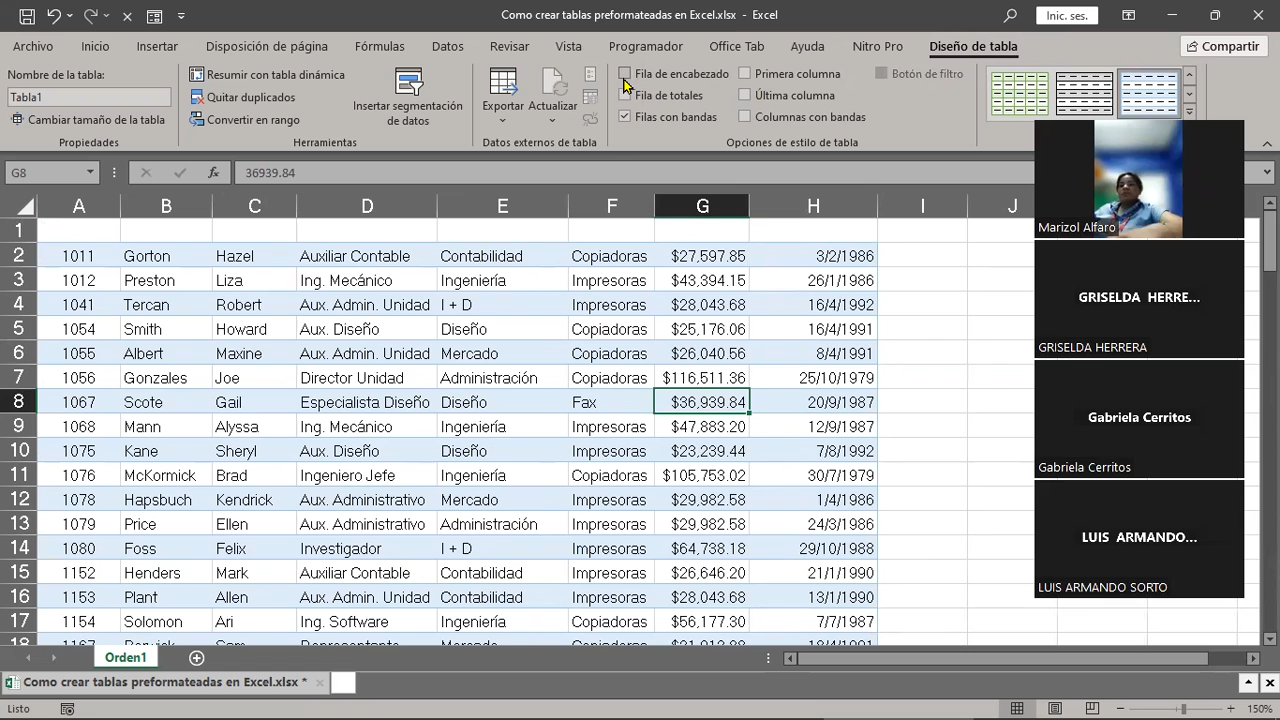 Como crear tablas preformateadas en Excel.xlsx - Excel
Inic. ses.
Archivo Inicio Insertar Disposición de página Fórmulas Datos Revisar Vista Programador Office Tab Ayuda Nitro Pro Diseño de tabla Compartir
Nombre de la tabla:
Tabla1
Cambiar tamaño de la tabla
Propiedades
Resumir con tabla dinámica
Quitar duplicados
Convertir en rango
Insertar segmentación
de datos
Herramientas
Exportar Actualizar
Datos externos de tabla
Fila de encabezado Primera columna Botón de filtro
Fila de totales Última columna
Filas con bandas Columnas con bandas
Opciones de estilo de tabla
G8 fx 36939.84
A B C D E F G H I J
1
2 1011 Gorton Hazel Auxiliar Contable Contabilidad Copiadoras $27,597.85 3/2/1986
3 1012 Preston Liza Ing. Mecánico Ingeniería Impresoras $43,394.15 26/1/1986
4 1041 Tercan Robert Aux. Admin. Unidad I + D Impresoras $28,043.68 16/4/1992
5 1054 Smith Howard Aux. Diseño Diseño Copiadoras $25,176.06 16/4/1991
6 1055 Albert Maxine Aux. Admin. Unidad Mercado Copiadoras $26,040.56 8/4/1991
7 1056 Gonzales Joe Director Unidad Administración Copiadoras $116,511.36 25/10/1979
8 1067 Scote Gail Especialista Diseño Diseño Fax $36,939.84 20/9/1987
9 1068 Mann Alyssa Ing. Mecánico Ingeniería Impresoras $47,883.20 12/9/1987
10 1075 Kane Sheryl Aux. Diseño Diseño Impresoras $23,239.44 7/8/1992
11 1076 McKormick Brad Ingeniero Jefe Ingeniería Copiadoras $105,753.02 30/7/1979
12 1078 Hapsbuch Kendrick Aux. Administrativo Mercado Impresoras $29,982.58 1/4/1986
13 1079 Price Ellen Aux. Administrativo Administración Impresoras $29,982.58 24/3/1986
14 1080 Foss Felix Investigador I + D Impresoras $64,738.18 29/10/1988
15 1152 Henders Mark Auxiliar Contable Contabilidad Impresoras $26,646.20 21/1/1990
16 1153 Plant Allen Aux. Admin. Unidad Contabilidad Impresoras $28,043.68 13/1/1990
17 1154 Solomon Ari Ing. Software Ingeniería Impresoras $56,177.30 7/7/1987
18
Marizol Alfaro
GRISELDA HERRE...
GRISELDA HERRERA
Gabriela Cerritos
Gabriela Cerritos
LUIS ARMANDO...
LUIS ARMANDO SORTO
Orden1
Como crear tablas preformateadas en Excel.xlsx *
Listo
150%